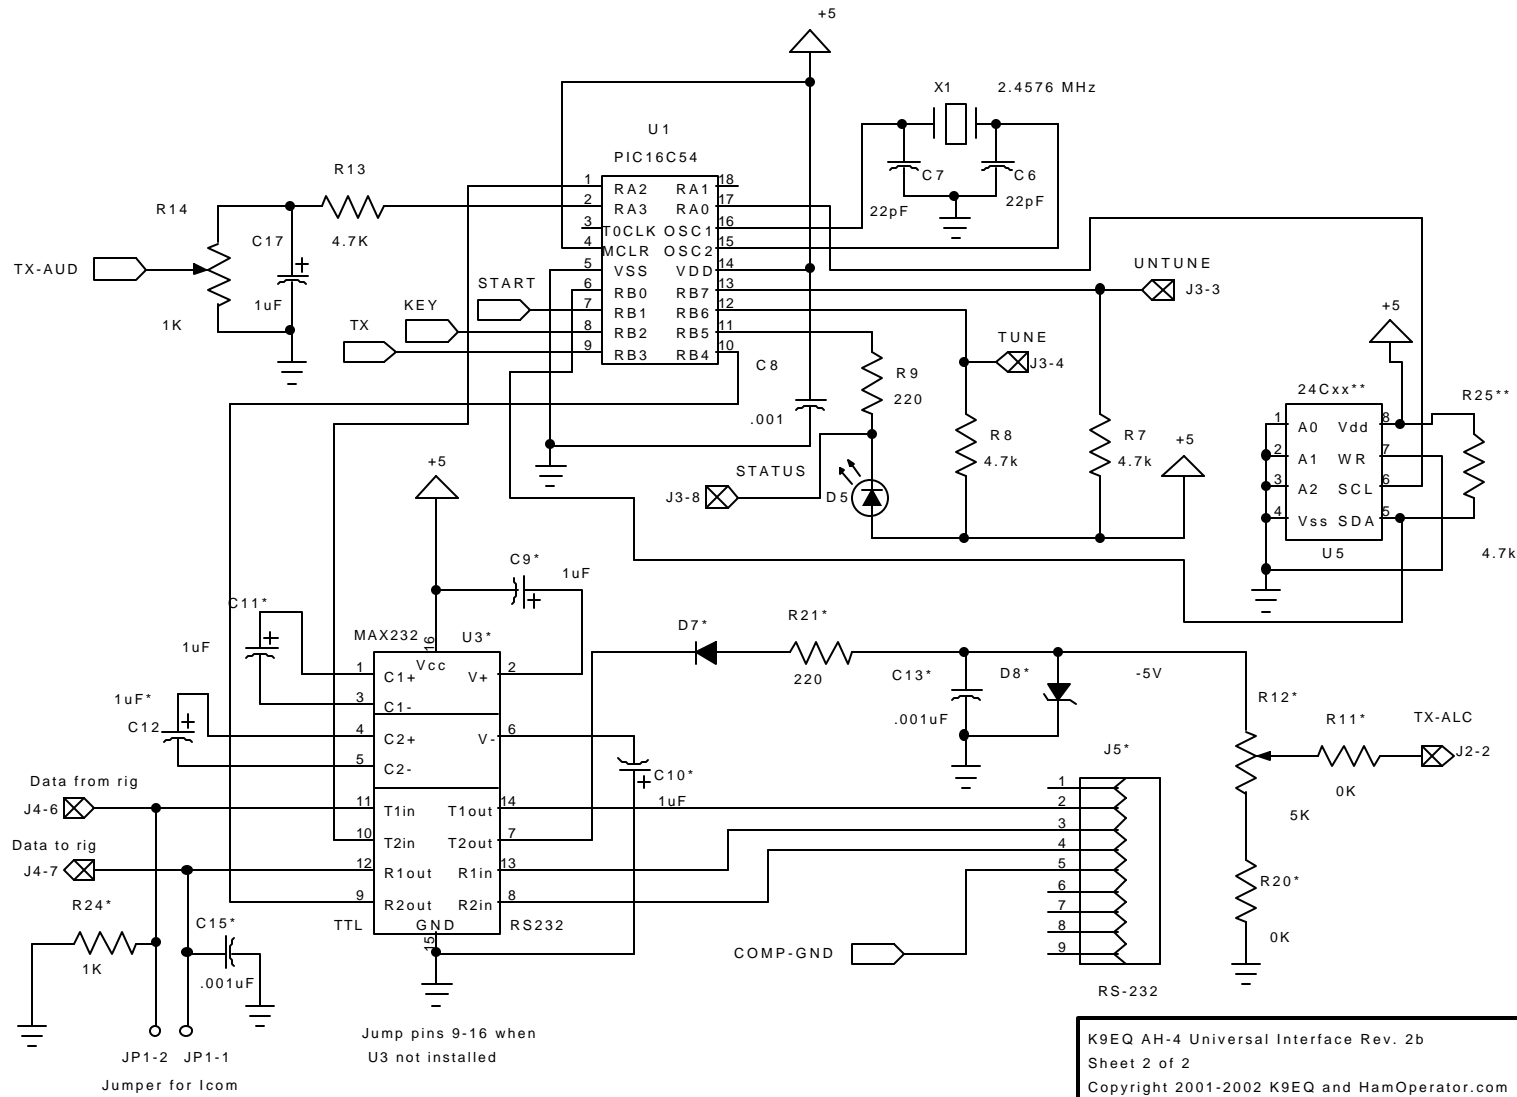 +5
X1
2.4576 MHz
U1
PIC16C54
R13
4.7K
R14
C17
1uF
1K
TX-AUD
C7
22pF
C6
22pF
1 RA2 RA1 18
2 RA3 RA0 17
3 T0CLK OSC1 16
4 MCLR OSC2 15
5 VSS VDD 14
6 RB0 RB7 13
7 RB1 RB6 12
8 RB2 RB5 11
9 RB3 RB4 10
START
KEY
TX
C8
.001
R9
220
UNTUNE
J3-3
TUNE
J3-4
R8
4.7k
R7
4.7k
+5
STATUS
J3-8
D5
+5
24Cxx**
R25**
1 A0 Vdd 8
2 A1 WR 7
3 A2 SCL 6
4 Vss SDA 5
U5
4.7k
+5
C9*
1uF
+
C11*
+
1uF
1uF*
+
C12
MAX232
U3*
16
Vcc
1 C1+ V+ 2
3 C1-
4 C2+ V- 6
5 C2-
11 T1in T1out 14
10 T2in T2out 7
12 R1out R1in 13
9 R2out R2in 8
TTL
GND
RS232
15
C10*
+
1uF
Data from rig
J4-6
Data to rig
J4-7
R24*
1K
C15*
.001uF
JP1-2 JP1-1
Jumper for Icom
Jump pins 9-16 when
U3 not installed
D7*
R21*
220
C13*
.001uF
D8*
-5V
R12*
5K
R11*
0K
TX-ALC
J2-2
R20*
0K
J5*
1
2
3
4
5
6
7
8
9
RS-232
COMP-GND
K9EQ AH-4 Universal Interface Rev. 2b
Sheet 2 of 2
Copyright 2001-2002 K9EQ and HamOperator.com